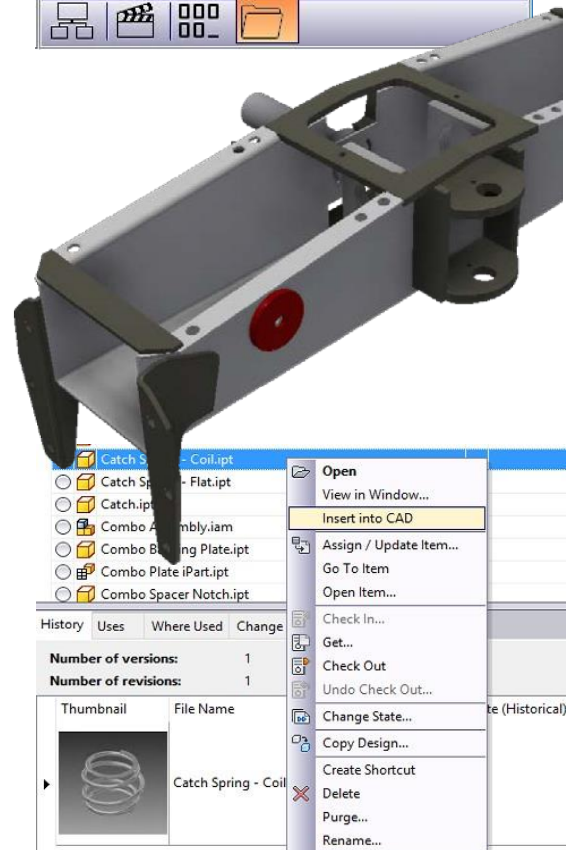 Catch S - Coil.ipt
Catch Sp - Flat.ipt
Catch.ip
Combo A mbly.iam
Combo B ng Plate.ipt
Combo Plate iPart.ipt
Combo Spacer Notch.ipt
Open
View in Window...
Insert into CAD
Assign / Update Item...
Go To Item
Open Item...
Check In...
Get...
Check Out
Undo Check Out...
Change State...
Copy Design...
Create Shortcut
Delete
Purge...
Rename...
History Uses Where Used Change
Number of versions: 1
Number of revisions: 1
Thumbnail File Name te (Historical)
Catch Spring - Coil